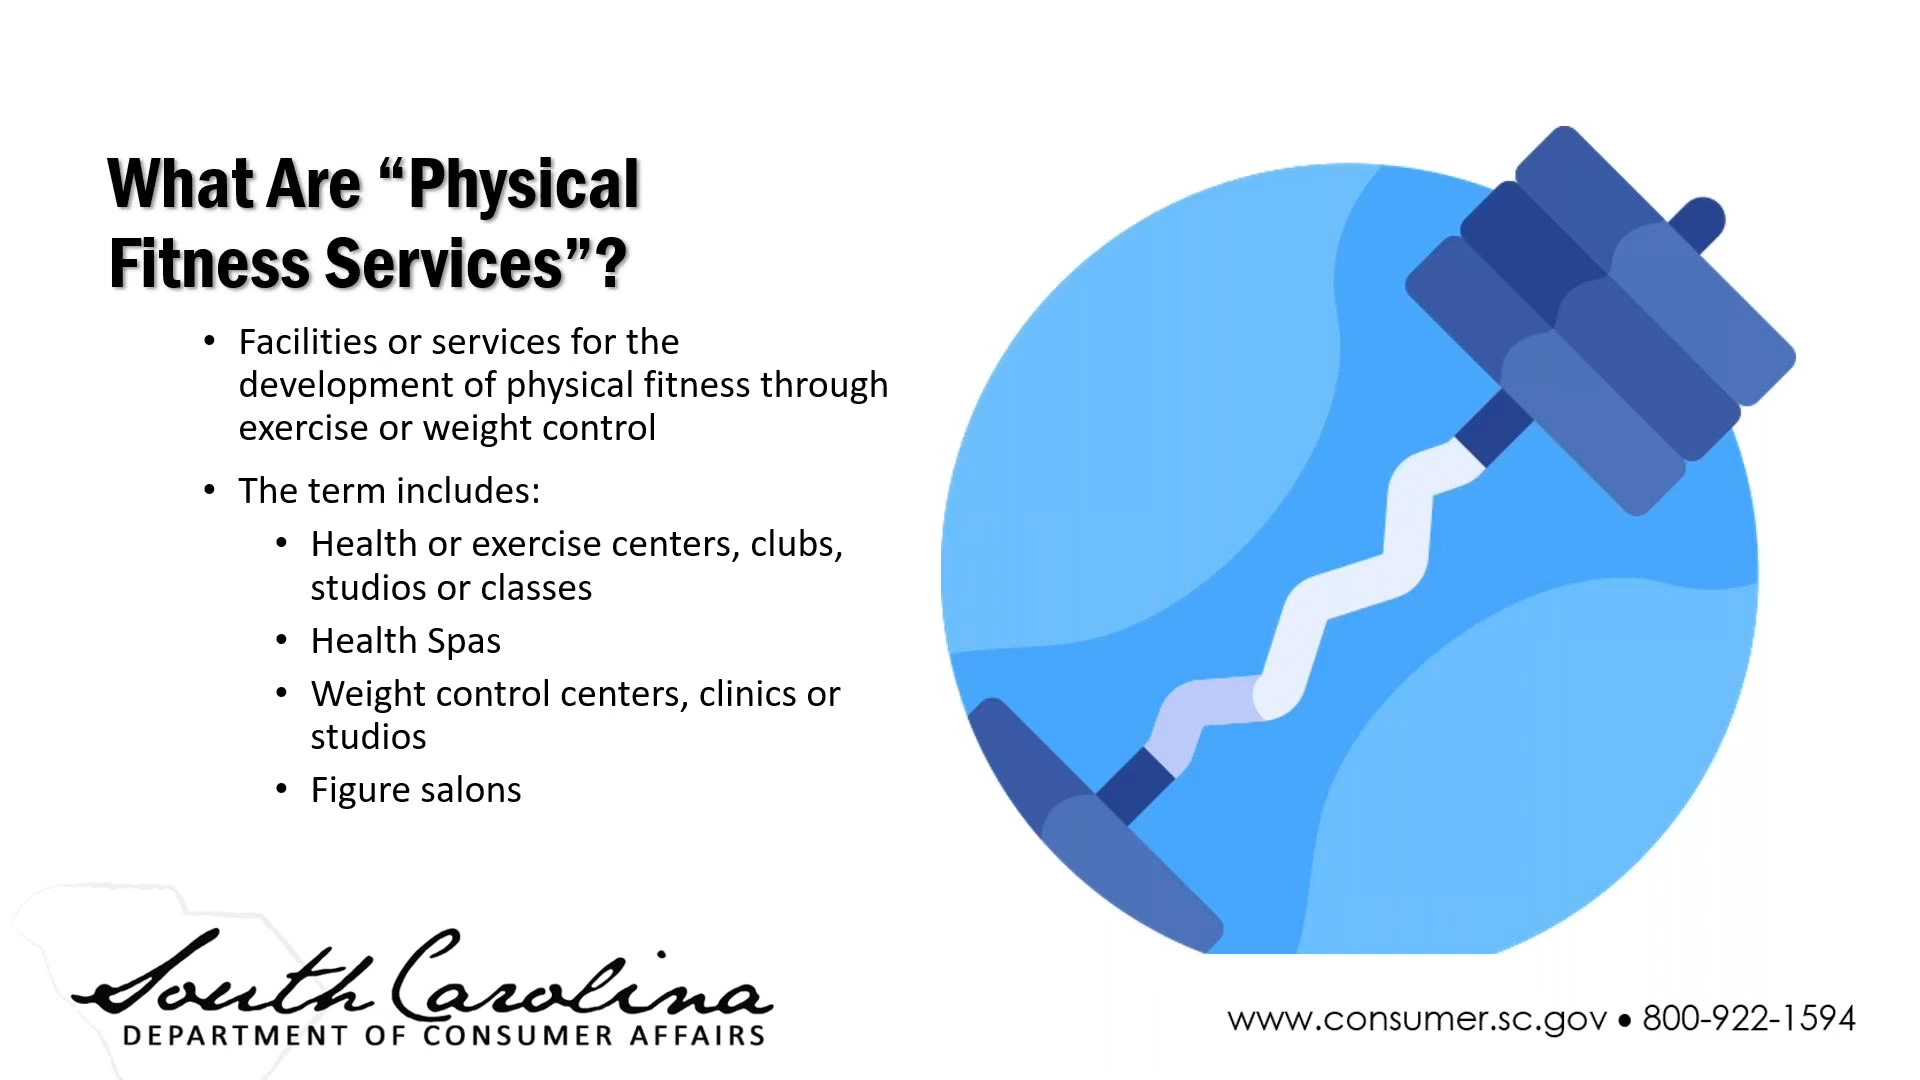 What Are “Physical
Fitness Services”?
• Facilities or services for the
development of physical fitness through
exercise or weight control
• The term includes:
• Health or exercise centers, clubs,
studios or classes
• Health Spas
• Weight control centers, clinics or
studios
• Figure salons
South Carolina
DEPARTMENT OF CONSUMER AFFAIRS
www.consumer.sc.gov • 800-922-1594